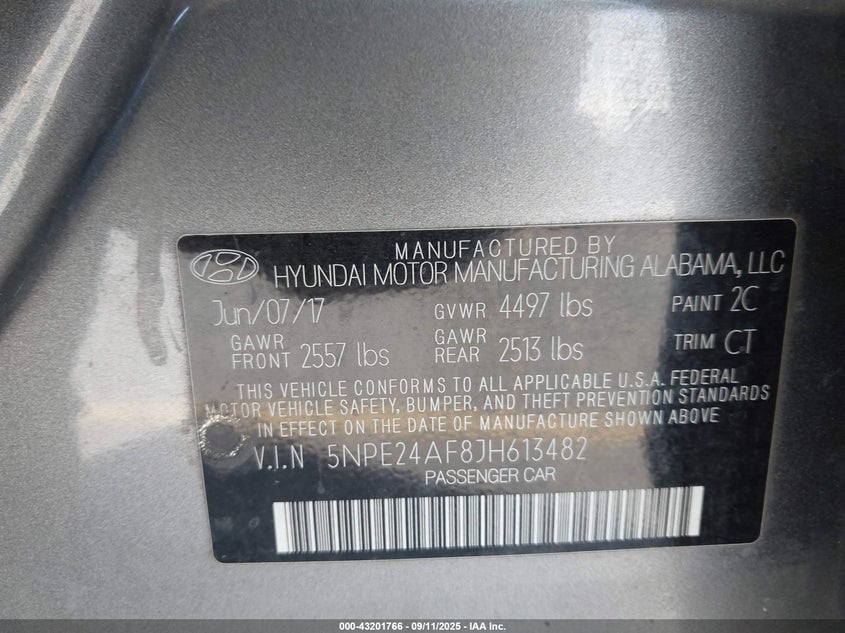 MANUFACTURED BY
HYUNDAI MOTOR MANUFACTURING ALABAMA, LLC
Jun/07/17 GVWR 4497 lbs PAINT 2C
GAWR FRONT 2557 lbs GAWR REAR 2513 lbs TRIM CT
THIS VEHICLE CONFORMS TO ALL APPLICABLE U.S.A. FEDERAL
MOTOR VEHICLE SAFETY, BUMPER, AND THEFT PREVENTION STANDARDS
IN EFFECT ON THE DATE OF MANUFACTURE SHOWN ABOVE
V.I.N 5NPE24AF8JH613482
PASSENGER CAR
000-43201766 - 09/11/2025 - IAA Inc.